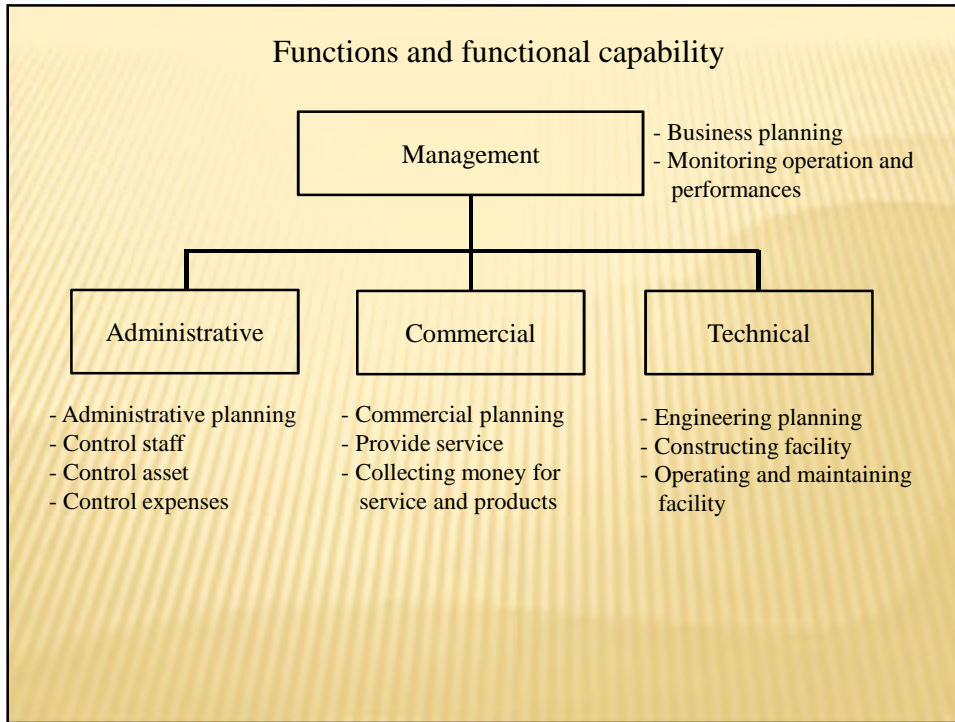 Functions and functional capability
Management
- Business planning
- Monitoring operation and
performances
Administrative
Commercial
Technical
- Administrative planning
- Control staff
- Control asset
- Control expenses
- Commercial planning
- Provide service
- Collecting money for
service and products
- Engineering planning
- Constructing facility
- Operating and maintaining
facility